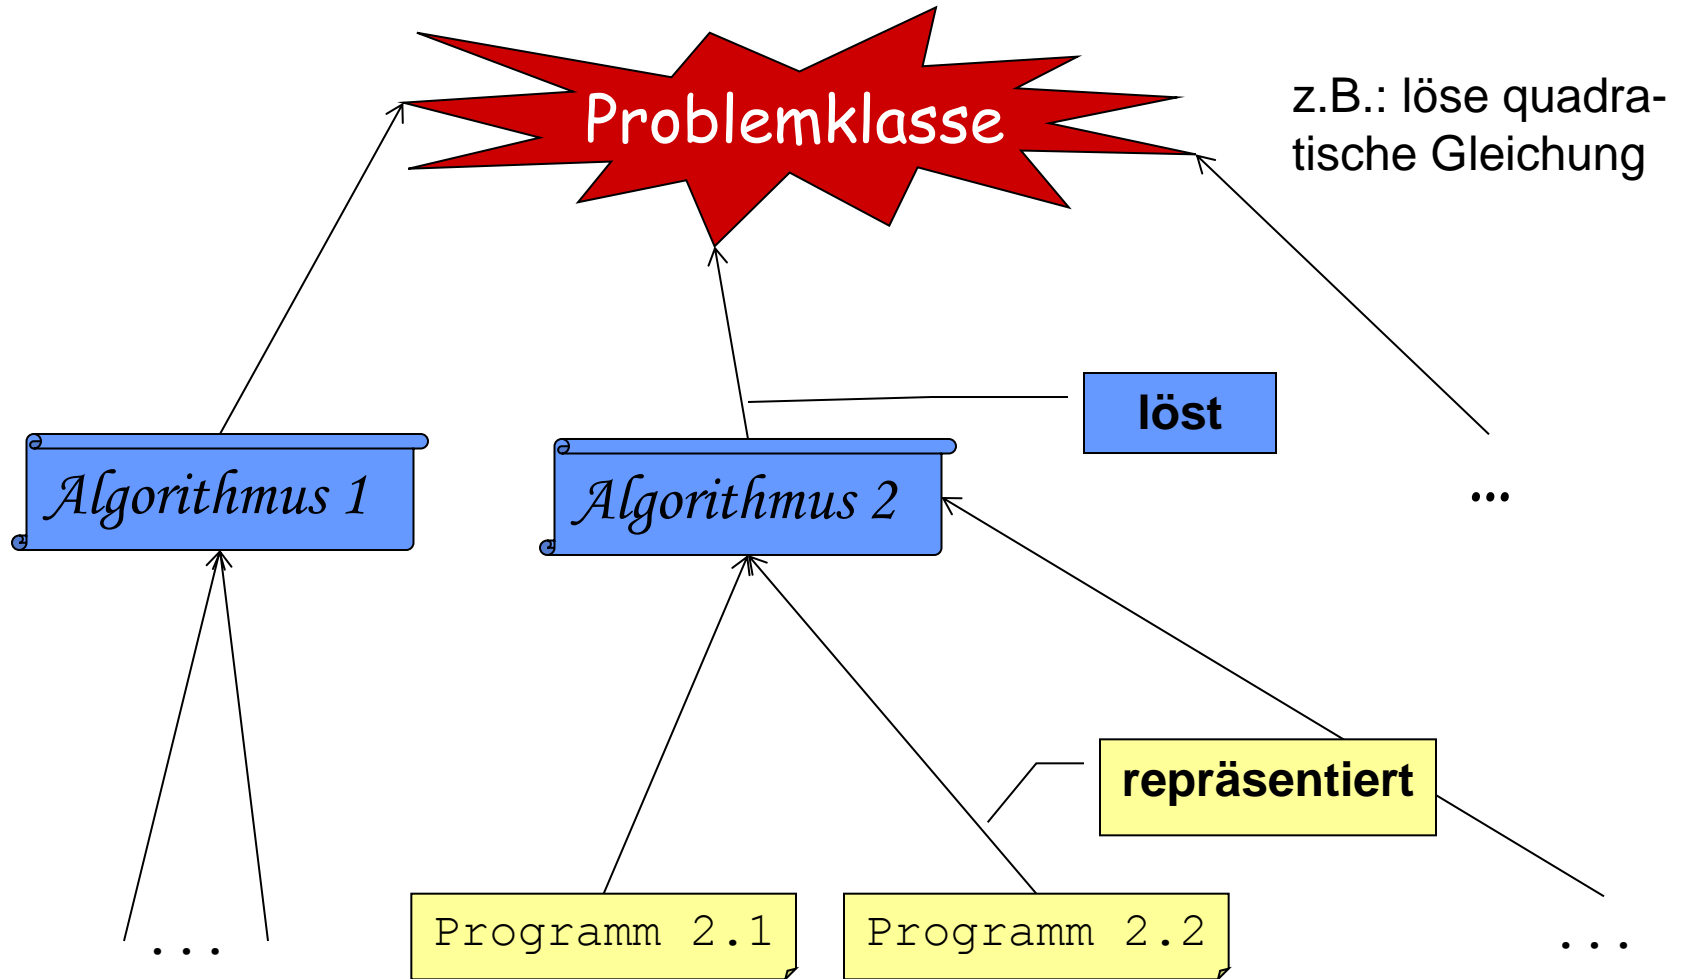 Problemklasse
z.B.: löse quadra-
tische Gleichung
löst
Algorithmus 1
Algorithmus 2
...
repräsentiert
...
Programm 2.1
Programm 2.2
...